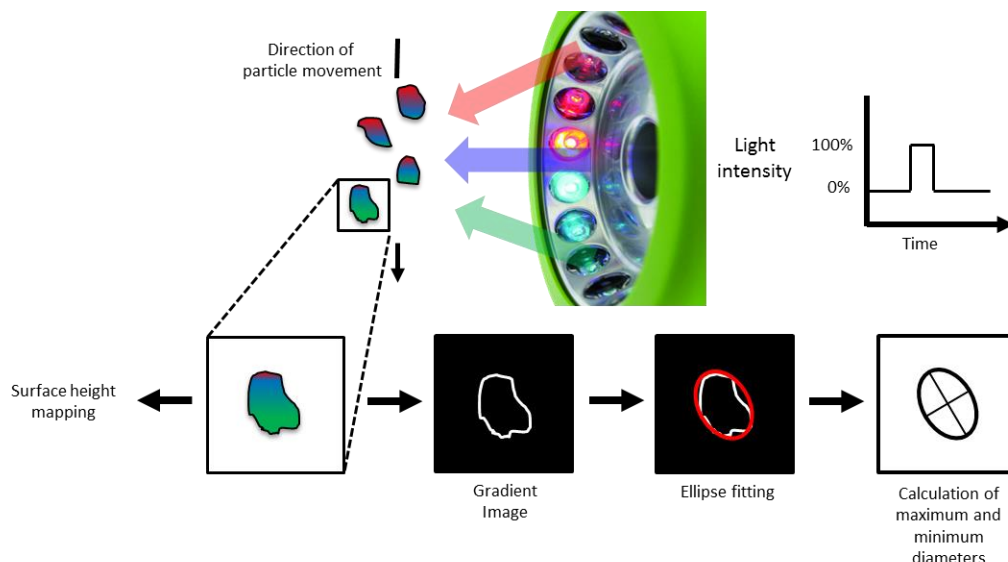 Direction of
particle movement
Light
intensity
100%
0%
Time
Surface height
mapping
Gradient
Image
Ellipse fitting
Calculation of
maximum and
minimum
diameters